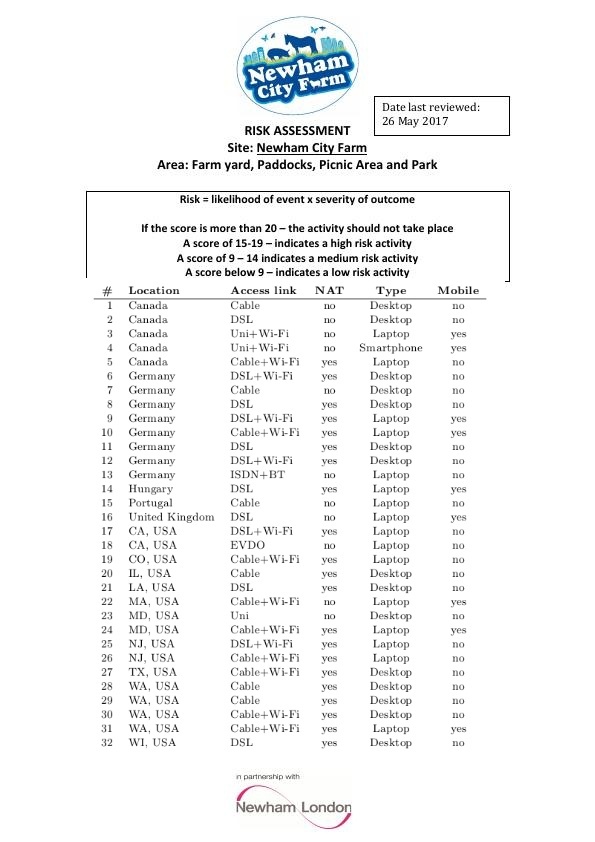 Newham
City Farm
Date last reviewed:
26 May 2017
RISK ASSESSMENT
Site: Newham City Farm
Area: Farm yard, Paddocks, Picnic Area and Park
Risk = likelihood of event x severity of outcome
If the score is more than 20 – the activity should not take place
A score of 15-19 – indicates a high risk activity
A score of 9 – 14 indicates a medium risk activity
A score below 9 – indicates a low risk activity
# Location Access link NAT Type Mobile
1 Canada Cable no Desktop no
2 Canada DSL no Desktop no
3 Canada Uni+Wi-Fi no Laptop yes
4 Canada Uni+Wi-Fi no Smartphone yes
5 Canada Cable+Wi-Fi yes Laptop no
6 Germany DSL+Wi-Fi yes Desktop no
7 Germany Cable no Desktop no
8 Germany DSL yes Desktop no
9 Germany DSL+Wi-Fi yes Laptop yes
10 Germany Cable+Wi-Fi yes Laptop yes
11 Germany DSL yes Desktop no
12 Germany DSL+Wi-Fi yes Desktop no
13 Germany ISDN+BT no Laptop no
14 Hungary DSL yes Laptop yes
15 Portugal Cable no Laptop no
16 United Kingdom DSL no Laptop yes
17 CA, USA DSL+Wi-Fi yes Laptop no
18 CA, USA EVDO no Laptop no
19 CO, USA Cable+Wi-Fi yes Laptop no
20 IL, USA Cable yes Desktop no
21 LA, USA DSL yes Desktop no
22 MA, USA Cable+Wi-Fi no Laptop yes
23 MD, USA Uni no Desktop no
24 MD, USA Cable+Wi-Fi yes Laptop yes
25 NJ, USA DSL+Wi-Fi yes Laptop no
26 NJ, USA Cable+Wi-Fi yes Laptop no
27 TX, USA Cable+Wi-Fi yes Desktop no
28 WA, USA Cable yes Desktop no
29 WA, USA Cable yes Desktop no
30 WA, USA Cable+Wi-Fi yes Desktop no
31 WA, USA Cable+Wi-Fi yes Laptop yes
32 WI, USA DSL yes Desktop no
in partnership with
Newham London